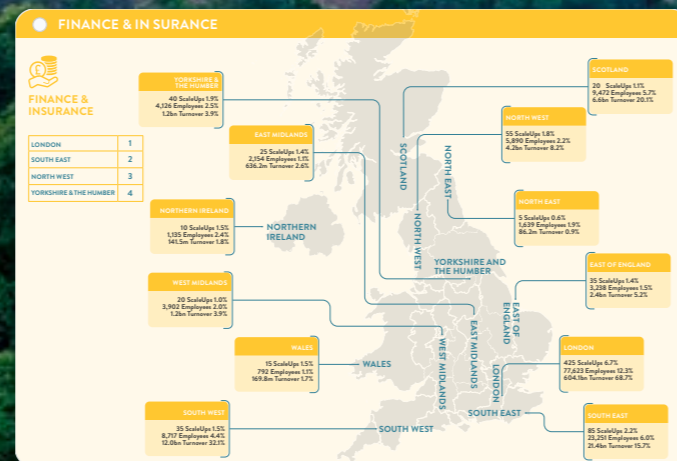 FINANCE & IN SURANCE
FINANCE &
INSURANCE
LONDON 1
SOUTH EAST 2
NORTH WEST 3
YORKSHIRE & THE HUMBER 4
YORKSHIRE &
THE HUMBER
40 ScaleUps 1.9%
4,126 Employees 2.5%
1.2bn Turnover 3.9%
EAST MIDLANDS
25 ScaleUps 1.4%
2,154 Employees 1.1%
636.2m Turnover 2.6%
NORTHERN IRELAND
10 ScaleUps 1.5%
1,135 Employees 2.4%
141.5m Turnover 1.8%
WEST MIDLANDS
20 ScaleUps 1.0%
3,902 Employees 2.0%
1.2bn Turnover 3.9%
WALES
15 ScaleUps 1.5%
792 Employees 1.1%
169.8m Turnover 1.7%
SOUTH WEST
35 ScaleUps 1.5%
8,717 Employees 4.4%
12.0bn Turnover 32.1%
SCOTLAND
20 ScaleUps 1.1%
9,472 Employees 5.7%
6.6bn Turnover 20.1%
NORTH WEST
55 ScaleUps 1.8%
5,890 Employees 2.2%
4.2bn Turnover 8.2%
NORTH EAST
5 ScaleUps 0.6%
1,639 Employees 1.9%
86.2m Turnover 0.9%
EAST OF ENGLAND
35 ScaleUps 1.4%
3,238 Employees 1.5%
2.4bn Turnover 5.2%
LONDON
425 ScaleUps 6.7%
77,623 Employees 12.3%
604.1bn Turnover 68.7%
SOUTH EAST
85 ScaleUps 2.2%
23,251 Employees 6.0%
21.4bn Turnover 15.7%
SCOTLAND
NORTH EAST
NORTH WEST
NORTHERN
IRELAND
YORKSHIRE AND
THE HUMBER
EAST OF
ENGLAND
EAST MIDLANDS
WEST MIDLANDS
WALES
LONDON
SOUTH EAST
SOUTH WEST